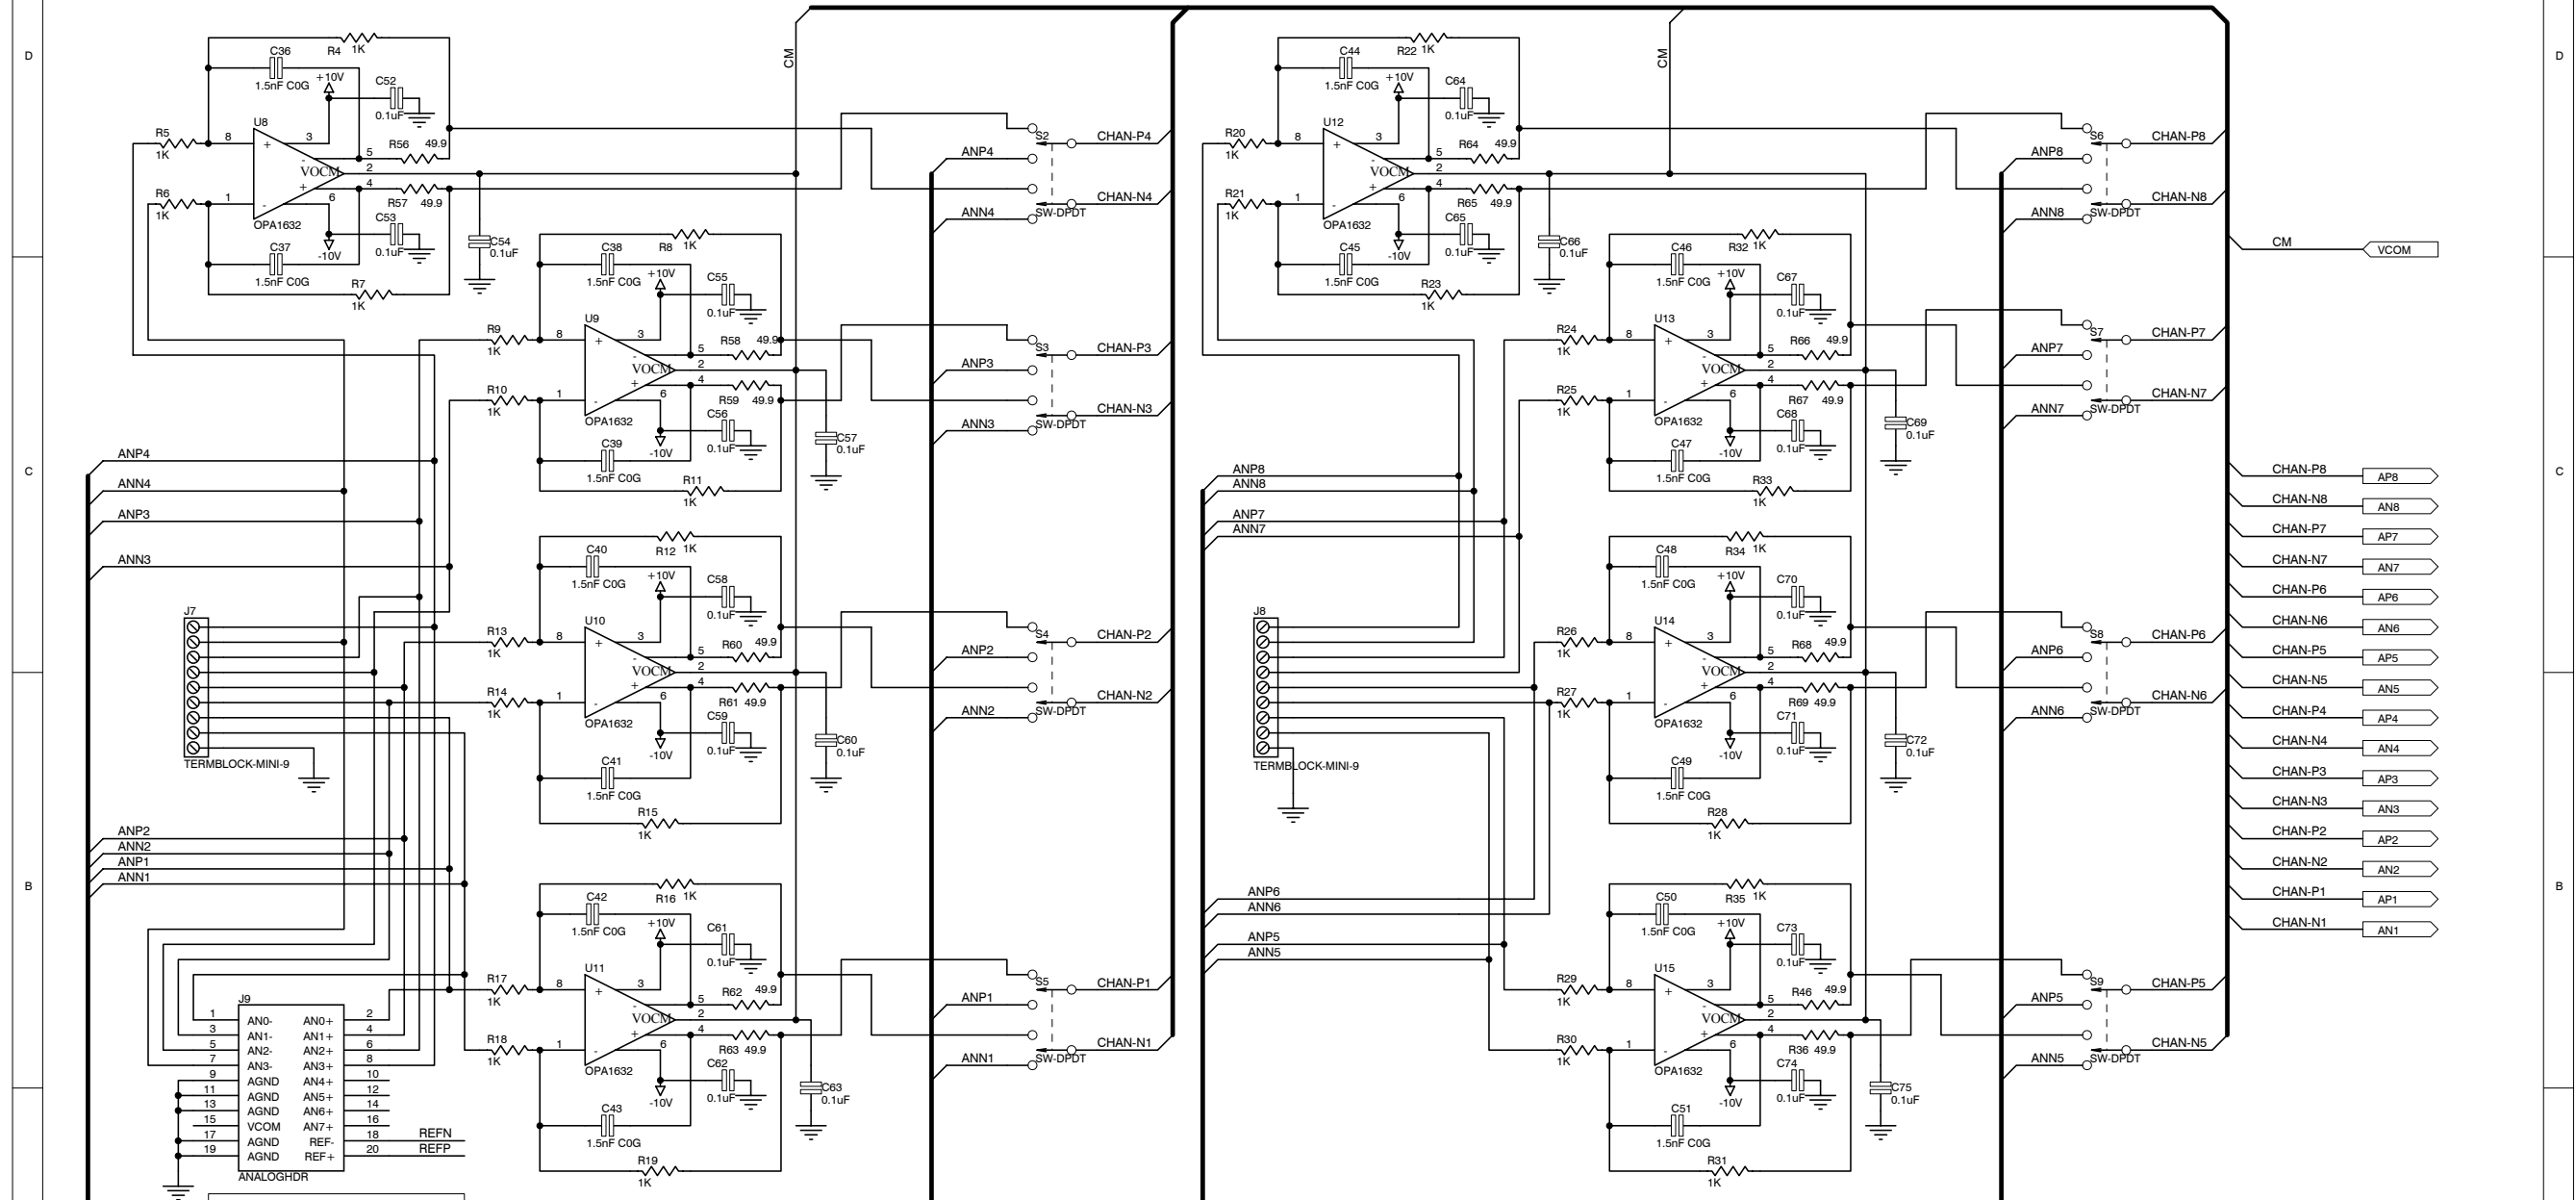 D
C36
1.5nF C0G
R4
1K
+10V
C52
0.1uF
R5
1K
R6
1K
U8
8
3
+
-
5
VOCM
2
+
4
1
-
6
OPA1632
R56
49.9
R57
49.9
C53
0.1uF
-10V
C37
1.5nF C0G
R7
1K
C54
0.1uF
CM
C38
1.5nF C0G
R8
1K
+10V
C55
0.1uF
R9
1K
R10
1K
U9
8
3
+
-
5
VOCM
2
+
4
1
-
6
OPA1632
R58
49.9
R59
49.9
C56
0.1uF
-10V
C39
1.5nF C0G
R11
1K
C57
0.1uF
C
ANP4
ANN4
ANP3
ANN3
C40
1.5nF C0G
R12
1K
+10V
C58
0.1uF
R13
1K
R14
1K
U10
8
3
+
-
5
VOCM
2
+
4
1
-
6
OPA1632
R60
49.9
R61
49.9
C59
0.1uF
-10V
C41
1.5nF C0G
R15
1K
C60
0.1uF
J7
TERMBLOCK-MINI-9
ANP2
ANN2
ANP1
ANN1
B
C42
1.5nF C0G
R16
1K
+10V
C61
0.1uF
R17
1K
R18
1K
U11
8
3
+
-
5
VOCM
2
+
4
1
-
6
OPA1632
R62
49.9
R63
49.9
C62
0.1uF
-10V
C43
1.5nF C0G
R19
1K
C63
0.1uF
J9
1 AN0- AN0+ 2
3 AN1- AN1+ 4
5 AN2- AN2+ 6
7 AN3- AN3+ 8
9 AGND AN4+ 10
11 AGND AN5+ 12
13 AGND AN6+ 14
15 VCOM AN7+ 16
17 AGND REF- 18 REFN
19 AGND REF+ 20 REFP
ANALOGHDR
S2
CHAN-P4
ANP4
CHAN-N4
SW-DPDT
ANN4
S3
CHAN-P3
ANP3
CHAN-N3
SW-DPDT
ANN3
S4
CHAN-P2
ANP2
CHAN-N2
SW-DPDT
ANN2
S5
CHAN-P1
ANP1
CHAN-N1
SW-DPDT
ANN1
C44
1.5nF C0G
R22
1K
+10V
C64
0.1uF
R20
1K
R21
1K
U12
8
3
+
-
5
VOCM
2
+
4
1
-
6
OPA1632
R64
49.9
R65
49.9
C65
0.1uF
-10V
C45
1.5nF C0G
R23
1K
C66
0.1uF
CM
C46
1.5nF C0G
R32
1K
+10V
C67
0.1uF
R24
1K
R25
1K
U13
8
3
+
-
5
VOCM
2
+
4
1
-
6
OPA1632
R66
49.9
R67
49.9
C68
0.1uF
-10V
C47
1.5nF C0G
R33
1K
C69
0.1uF
ANP8
ANN8
ANP7
ANN7
C48
1.5nF C0G
R34
1K
+10V
C70
0.1uF
R26
1K
R27
1K
U14
8
3
+
-
5
VOCM
2
+
4
1
-
6
OPA1632
R68
49.9
R69
49.9
C71
0.1uF
-10V
C49
1.5nF C0G
R28
1K
C72
0.1uF
J8
TERMBLOCK-MINI-9
ANP6
ANN6
ANP5
ANN5
C50
1.5nF C0G
R35
1K
+10V
C73
0.1uF
R29
1K
R30
1K
U15
8
3
+
-
5
VOCM
2
+
4
1
-
6
OPA1632
R46
49.9
R36
49.9
C74
0.1uF
-10V
C51
1.5nF C0G
R31
1K
C75
0.1uF
S6
CHAN-P8
ANP8
CHAN-N8
SW-DPDT
ANN8
S7
CHAN-P7
ANP7
CHAN-N7
SW-DPDT
ANN7
S8
CHAN-P6
ANP6
CHAN-N6
SW-DPDT
ANN6
S9
CHAN-P5
ANP5
CHAN-N5
SW-DPDT
ANN5
CM VCOM
CHAN-P8 AP8
CHAN-N8 AN8
CHAN-P7 AP7
CHAN-N7 AN7
CHAN-P6 AP6
CHAN-N6 AN6
CHAN-P5 AP5
CHAN-N5 AN5
CHAN-P4 AP4
CHAN-N4 AN4
CHAN-P3 AP3
CHAN-N3 AN3
CHAN-P2 AP2
CHAN-N2 AN2
CHAN-P1 AP1
CHAN-N1 AN1
D
C
B